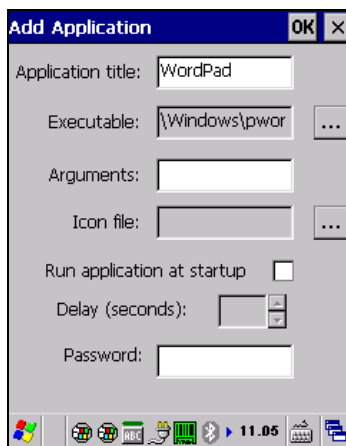 Add Application OK ×
Application title: WordPad
Executable: \Windows\pwor ...
Arguments:
Icon file: ...
Run application at startup
Delay (seconds):
Password:
ABC 11.05